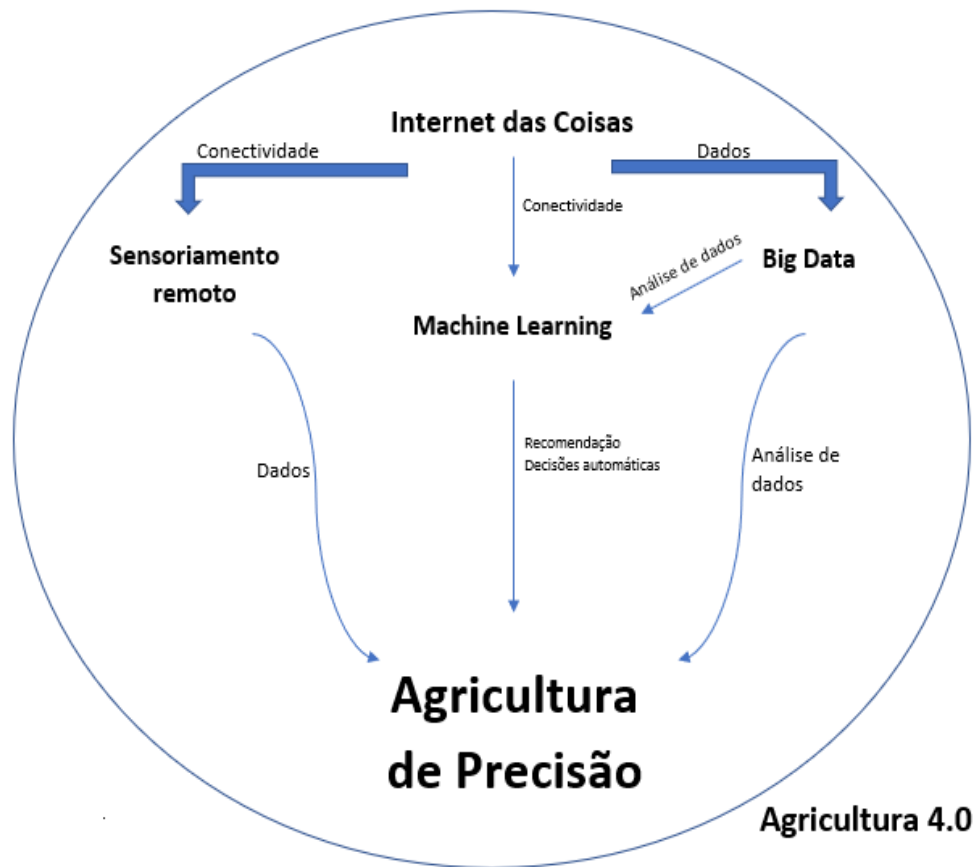 Internet das Coisas
Conectividade
Dados
Conectividade
Sensoriamento
remoto
Análise de dados
Big Data
Machine Learning
Dados
Recomendação
Decisões automáticas
Análise de
dados
Agricultura
de Precisão
Agricultura 4.0